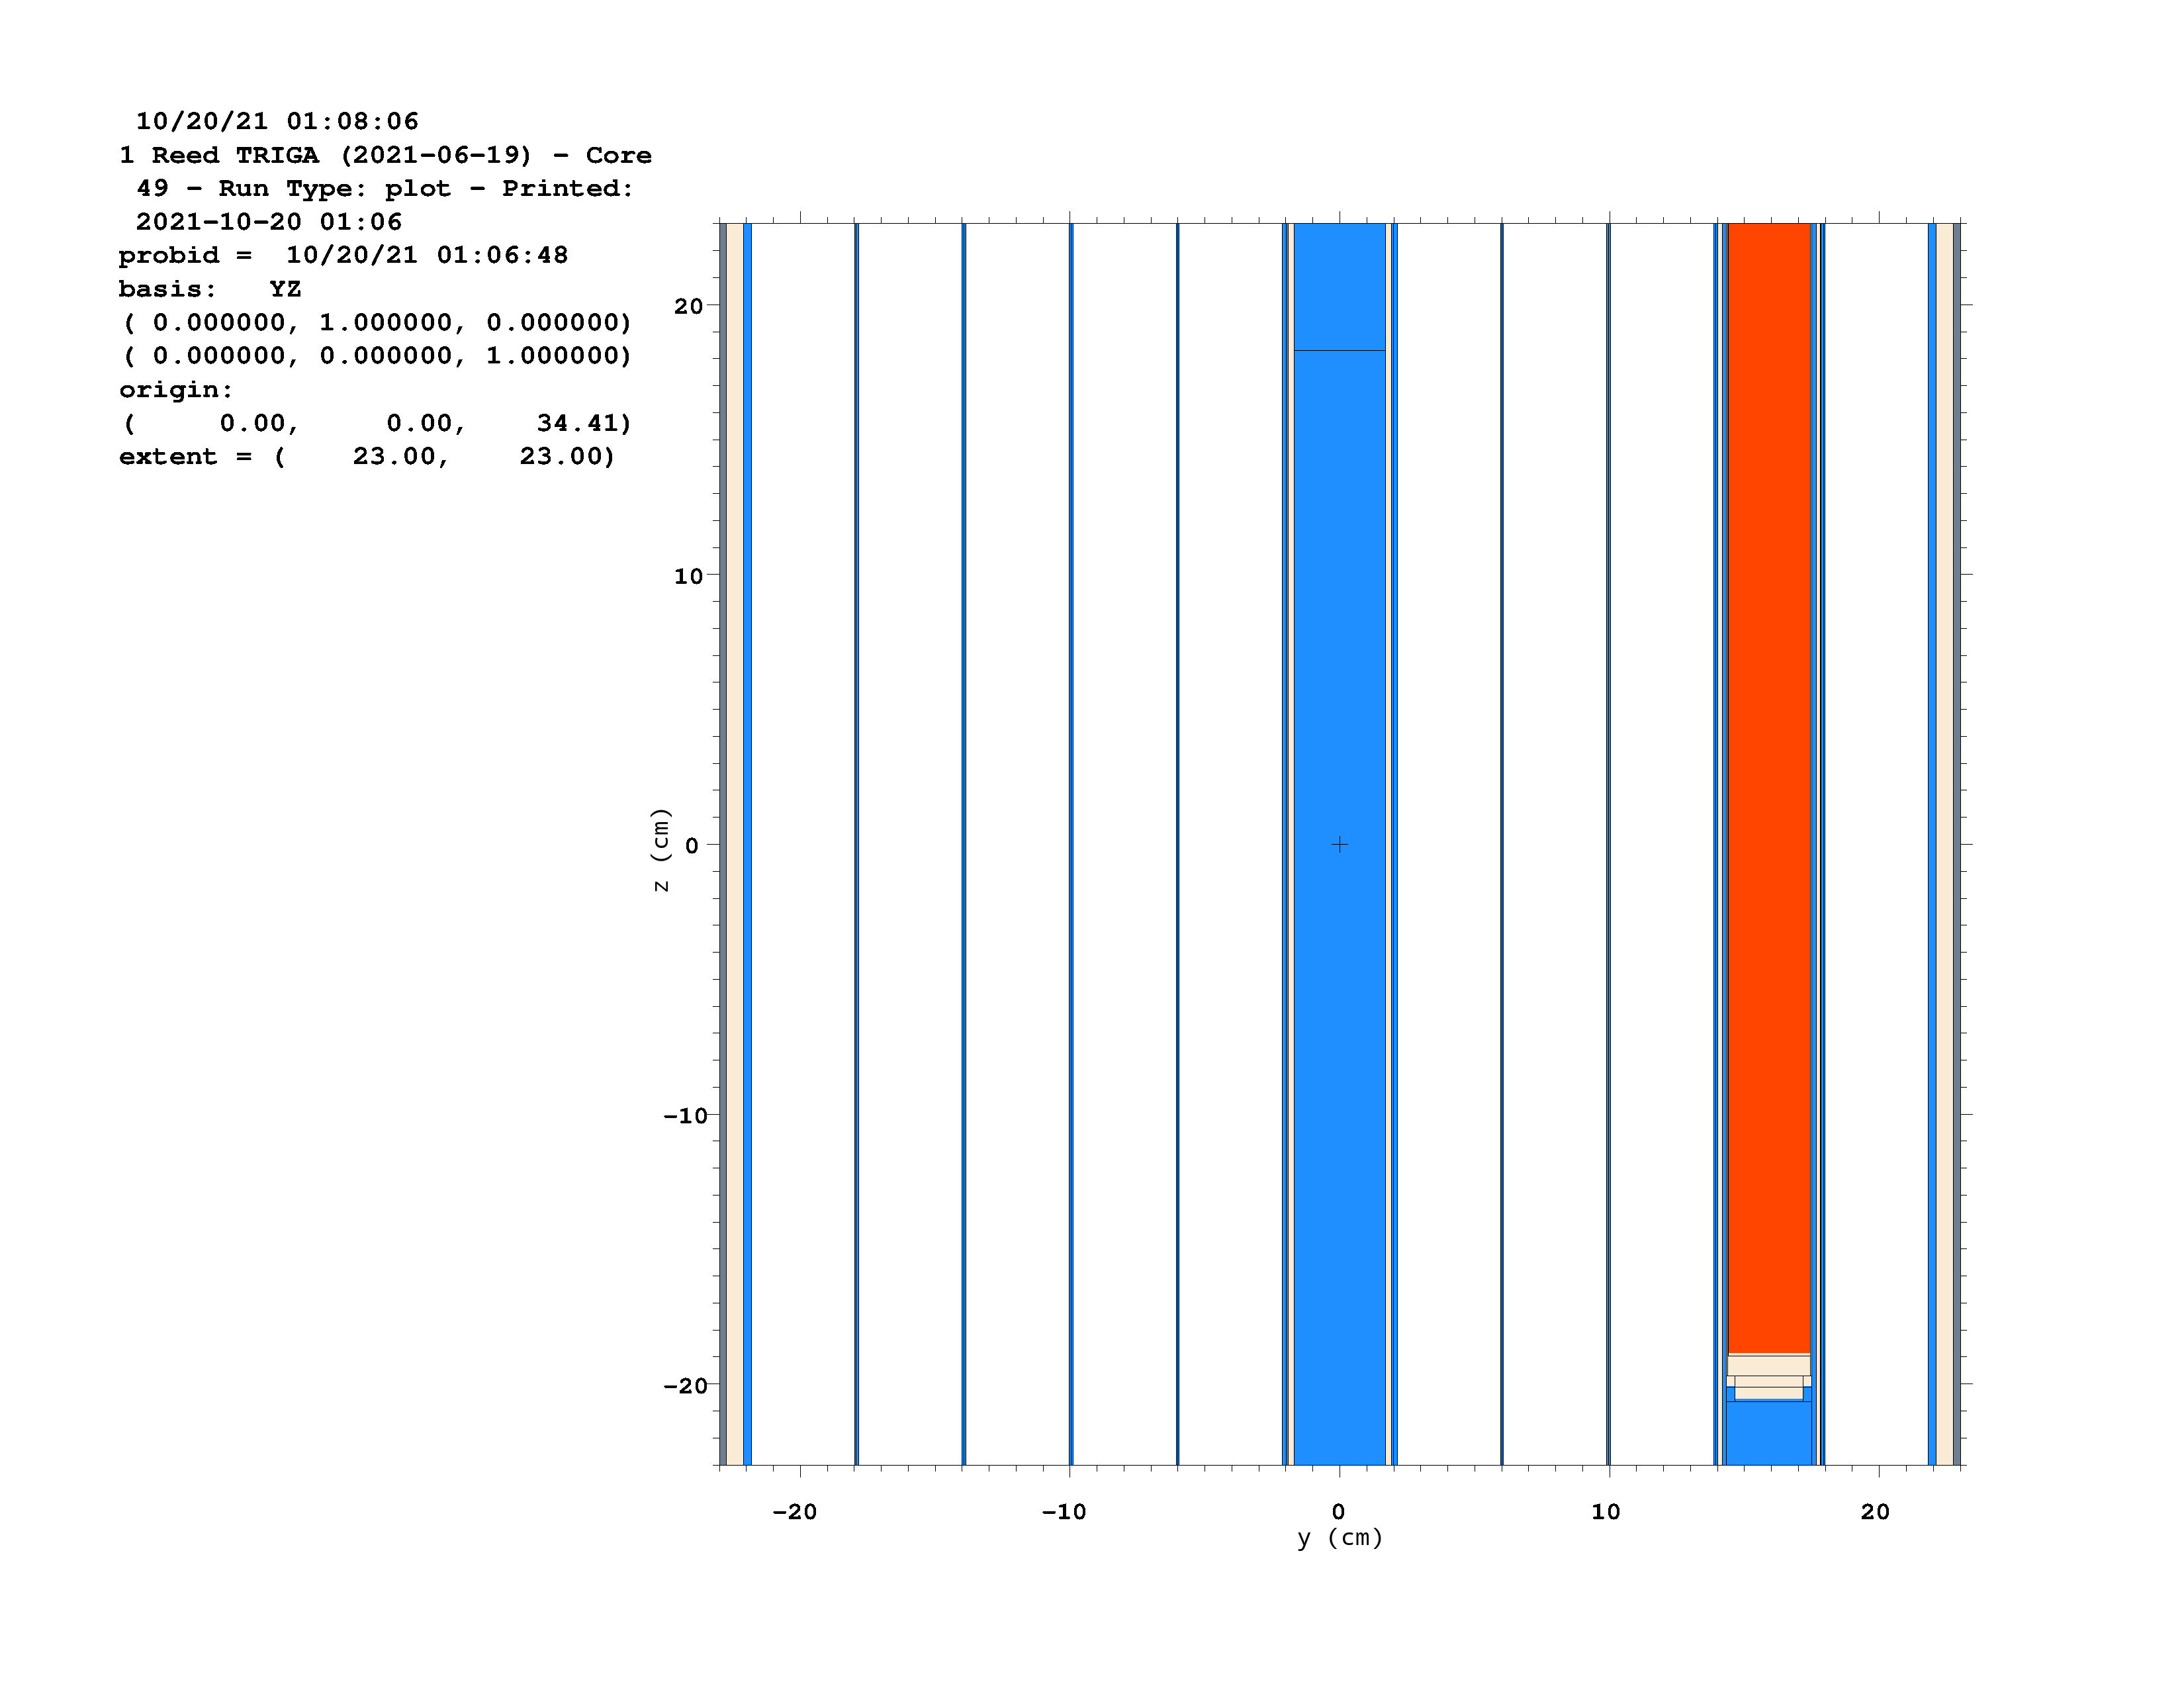 10/20/21 01:08:06
1 Reed TRIGA (2021-06-19) - Core
49 - Run Type: plot - Printed:
2021-10-20 01:06
probid =  10/20/21 01:06:48
basis:   YZ
( 0.000000, 1.000000, 0.000000)
( 0.000000, 0.000000, 1.000000)
origin:
(     0.00,     0.00,    34.41)
extent = (    23.00,    23.00)
20
10
0
-10
-20
z (cm)
-20 -10 0 10 20
y (cm)